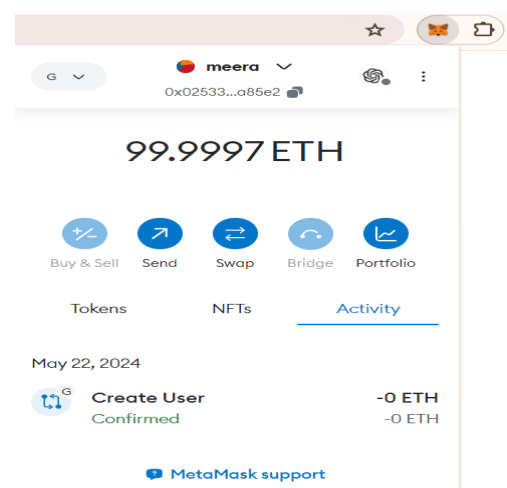 G
meera
0x02533...a85e2
99.9997 ETH
Buy & Sell Send Swap Bridge Portfolio
Tokens NFTs Activity
May 22, 2024
G
Create User -0 ETH
Confirmed -0 ETH
MetaMask support